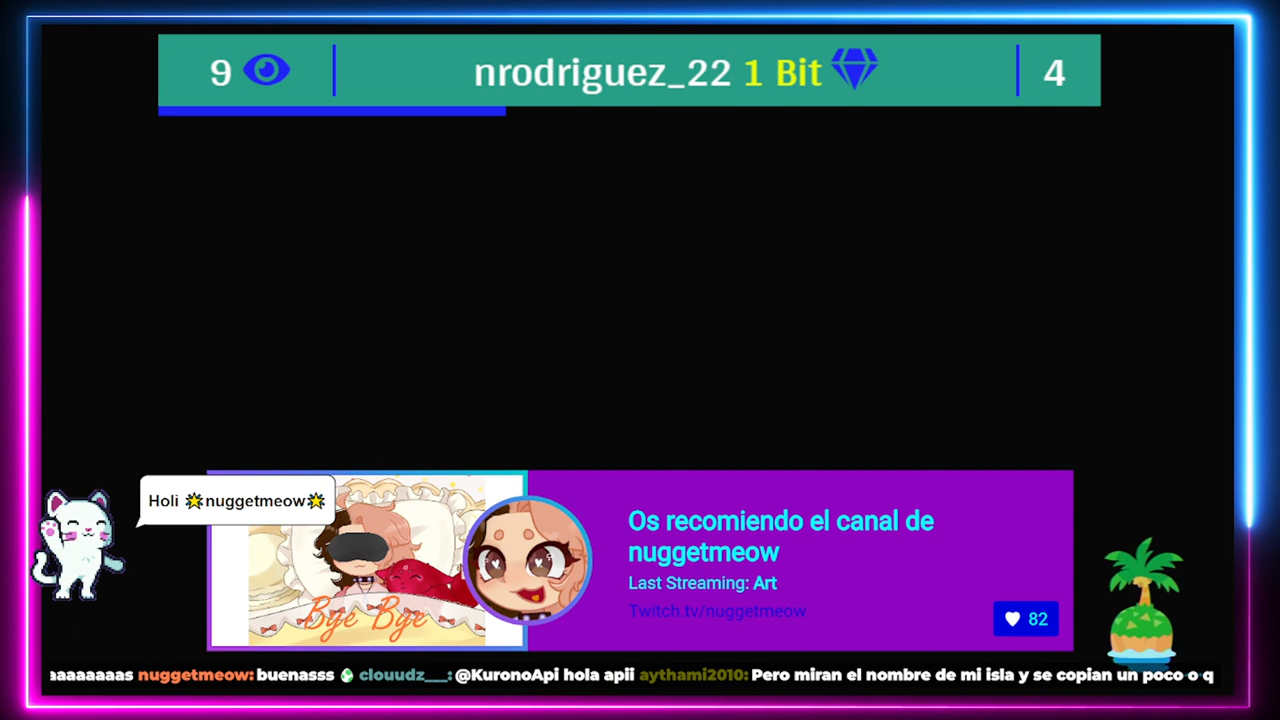 9 nrodriguez_22 1 Bit 4
Holi 🌟nuggetmeow🌟
Bye Bye
Os recomiendo el canal de
nuggetmeow
Last Streaming: Art
Twitch.tv/nuggetmeow
82
aaaaaaaas nuggetmeow: buenasss clouudz___: @KuronoApi hola apii aythami2010: Pero miran el nombre de mi isla y se copian un poco o q